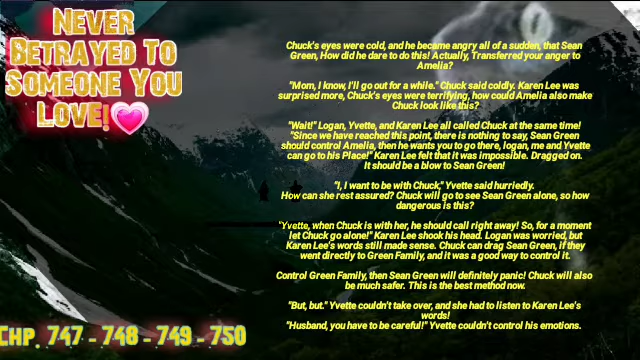 Never
Betrayed To
Someone You
Love!💗
Chuck's eyes were cold, and he became angry all of a sudden, that Sean
Green, How did he dare to do this! Actually, Transferred your anger to
Amelia?
"Mom, I know, I'll go out for a while." Chuck said coldly. Karen Lee was
surprised more, Chuck's eyes were terrifying, how could Amelia also make
Chuck look like this?
"Wait!" Logan, Yvette, and Karen Lee all called Chuck at the same time!
"Since we have reached this point, there is nothing to say, Sean Green
should control Amelia, then he wants you to go there, logan, me and Yvette
can go to his Place!" Karen Lee felt that it was impossible. Dragged on.
It should be a blow to Sean Green!
"I, I want to be with Chuck," Yvette said hurriedly.
How can she rest assured? Chuck will go to see Sean Green alone, so how
dangerous is this?
"Yvette, when Chuck is with her, he should call right away! So, for a moment
let Chuck go alone!" Karen Lee shook his head. Logan was worried, but
Karen Lee's words still made sense. Chuck can drag Sean Green, if they
went directly to Green Family, and it was a good way to control it.
Control Green Family, then Sean Green will definitely panic! Chuck will also
be much safer. This is the best method now.
"But, but." Yvette couldn't take over, and she had to listen to Karen Lee's
words!
"Husband, you have to be careful!" Yvette couldn't control his emotions.
Chp. 747 - 748 - 749 - 750